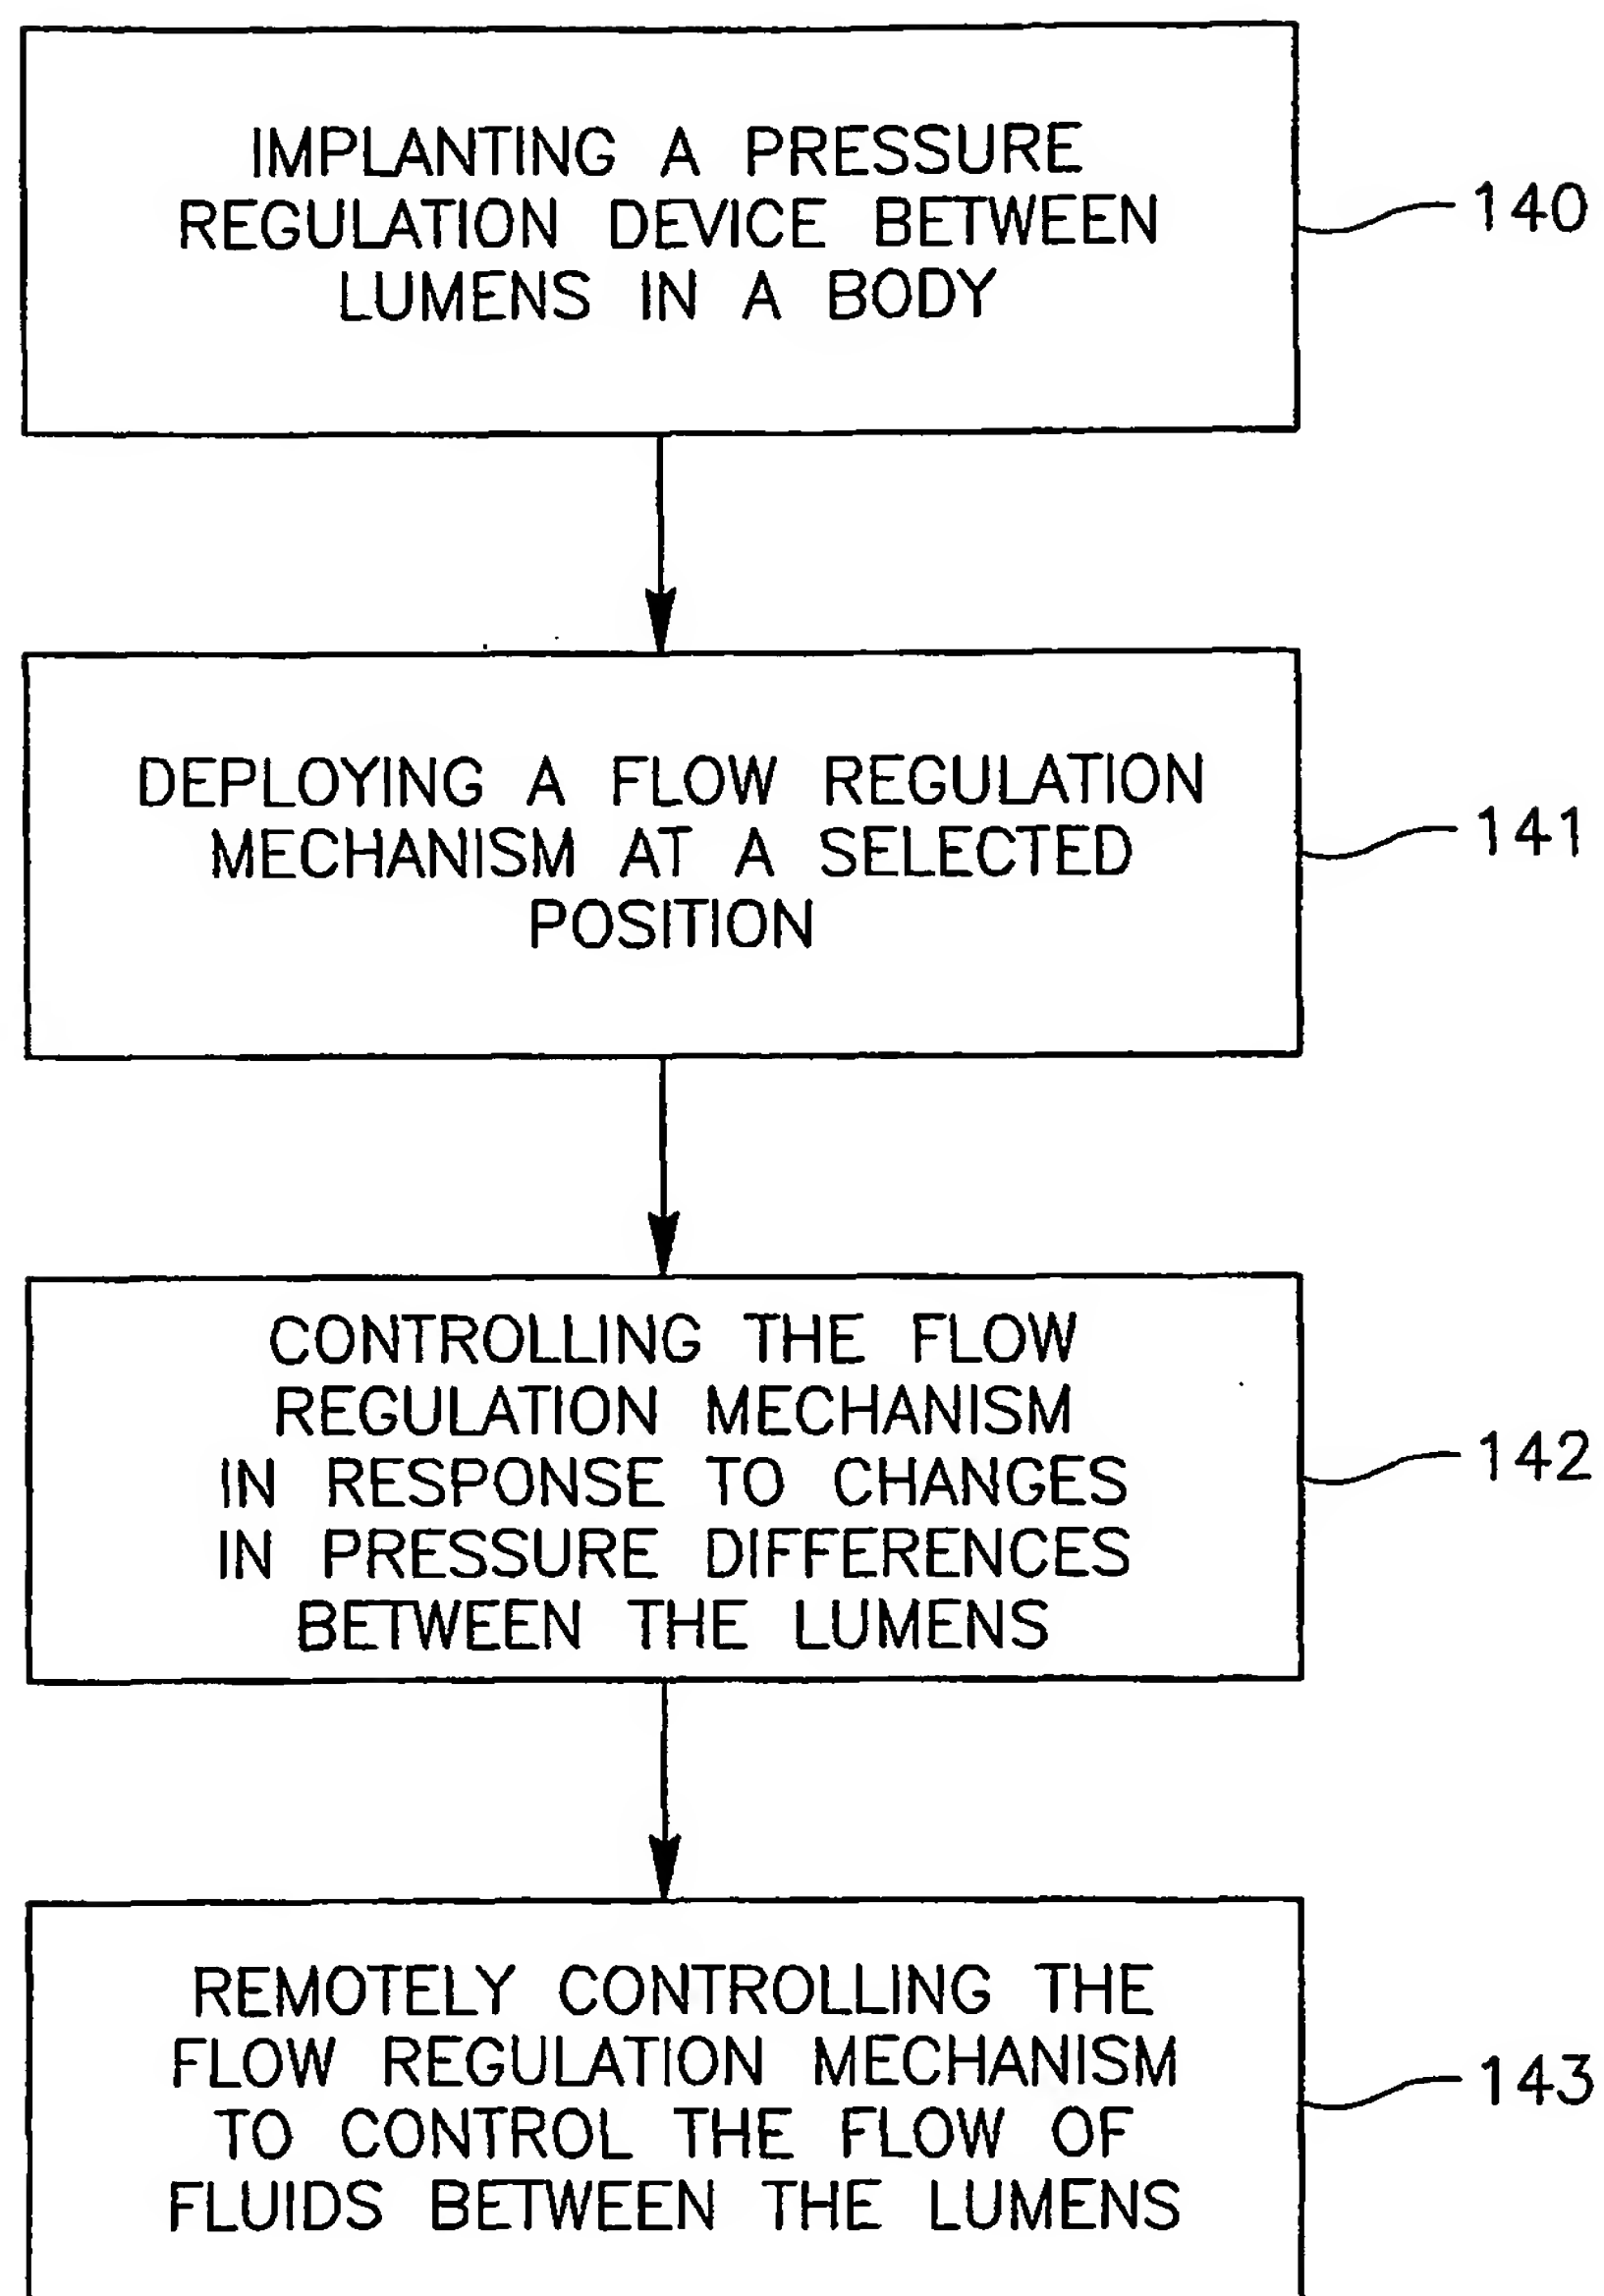 IMPLANTING A PRESSURE
REGULATION DEVICE BETWEEN
LUMENS IN A BODY
140
DEPLOYING A FLOW REGULATION
MECHANISM AT A SELECTED
POSITION
141
CONTROLLING THE FLOW
REGULATION MECHANISM
IN RESPONSE TO CHANGES
IN PRESSURE DIFFERENCES
BETWEEN THE LUMENS
142
REMOTELY CONTROLLING THE
FLOW REGULATION MECHANISM
TO CONTROL THE FLOW OF
FLUIDS BETWEEN THE LUMENS
143